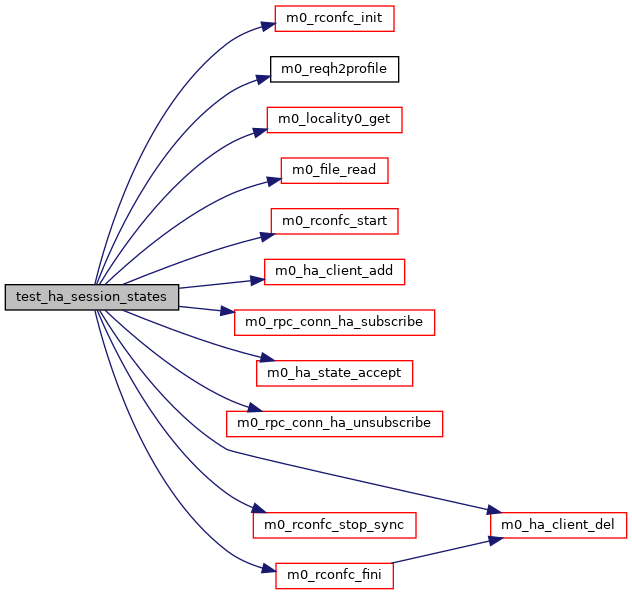 m0_rconfc_init
m0_reqh2profile
m0_locality0_get
m0_file_read
m0_rconfc_start
m0_ha_client_add
test_ha_session_states
m0_rpc_conn_ha_subscribe
m0_ha_state_accept
m0_rpc_conn_ha_unsubscribe
m0_rconfc_stop_sync
m0_ha_client_del
m0_rconfc_fini